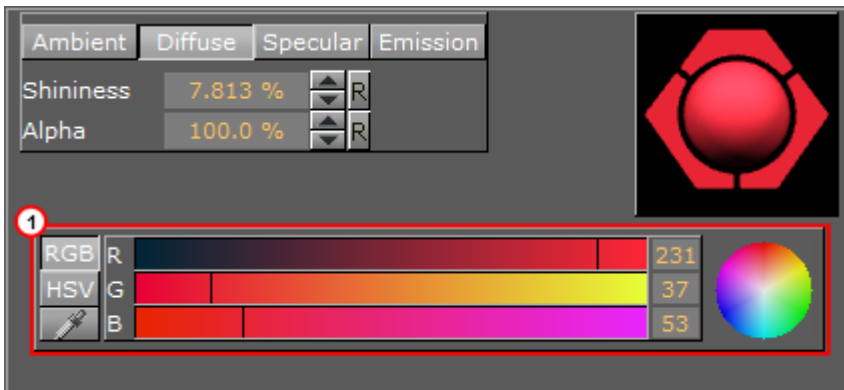 Ambient Diffuse Specular Emission
Shininess 7.813 % R
Alpha 100.0 % R
1
RGB R 231
HSV G 37
B 53